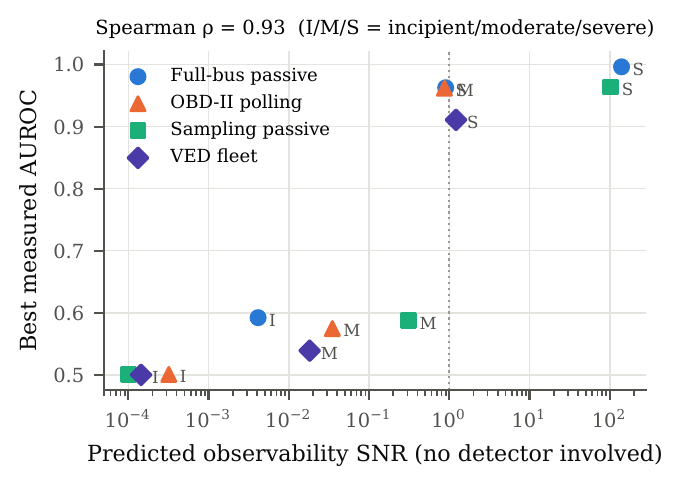 Spearman ρ = 0.93 (I/M/S = incipient/moderate/severe)
Best measured AUROC
1.0
0.9
0.8
0.7
0.6
0.5
Full-bus passive
OBD-II polling
Sampling passive
VED fleet
S
S
S
M
S
I
M
M
M
I
I
10⁻⁴
10⁻³
10⁻²
10⁻¹
10⁰
10¹
10²
Predicted observability SNR (no detector involved)